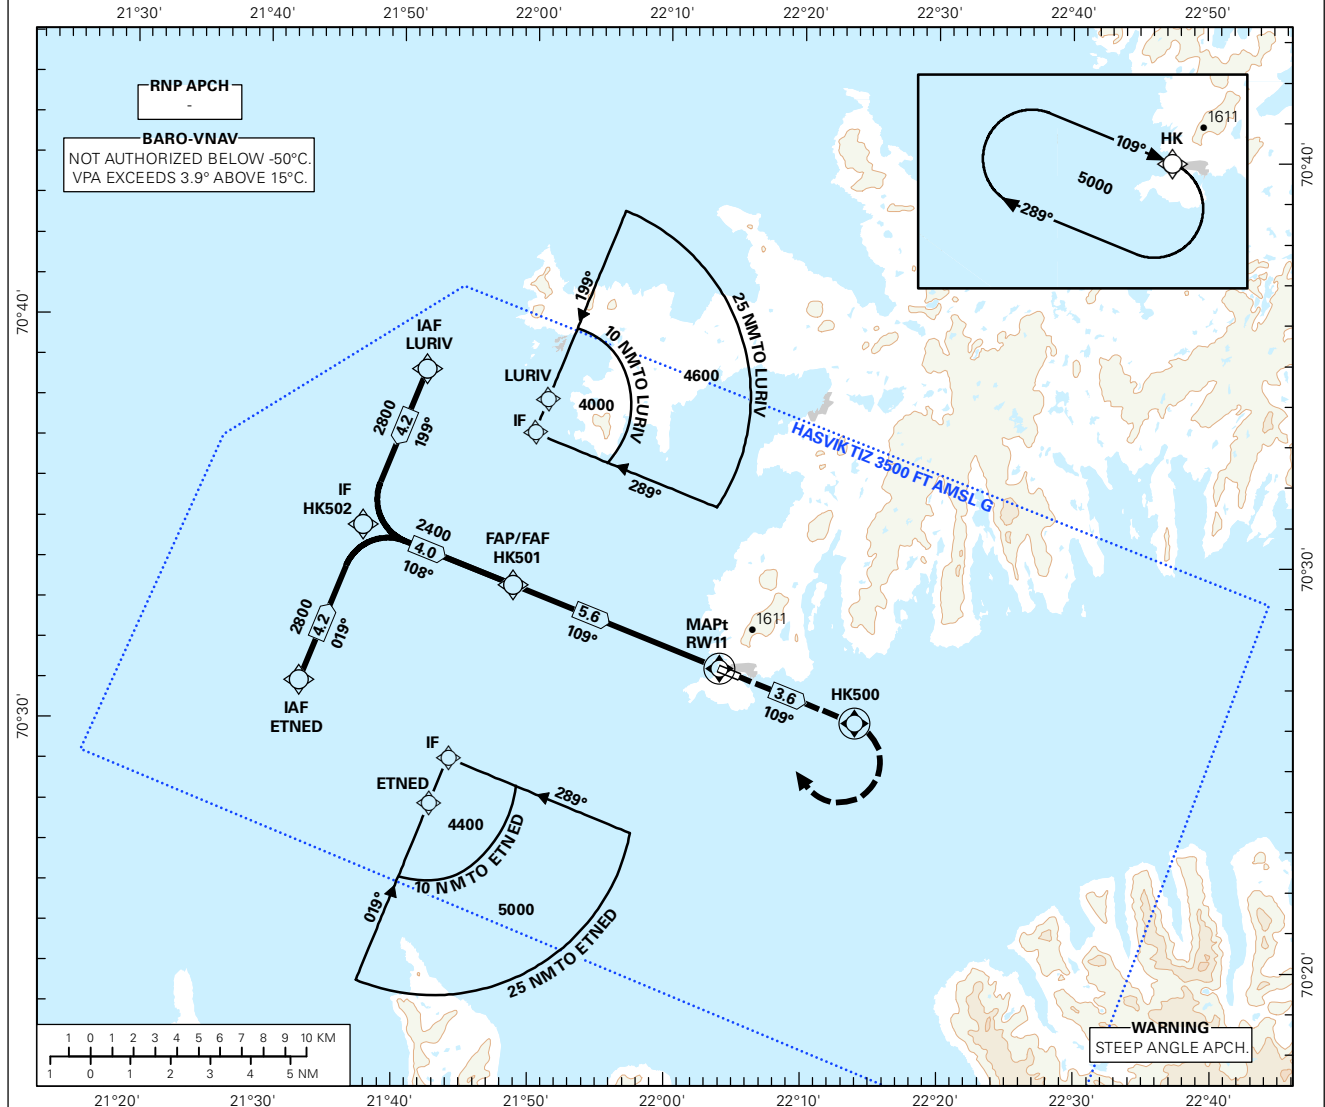 21°30'
21°40'
21°50'
22°00'
22°10'
22°20'
22°30'
22°40'
22°50'
RNP APCH
-
BARO-VNAV
NOT AUTHORIZED BELOW -50°C.
VPA EXCEEDS 3.9° ABOVE 15°C.
1611
HK
109°
5000
289°
70°40'
70°40'
199°
25 NM TO LURIV
10 NM TO LURIV
4600
LURIV
4000
IF
289°
HASVIK TIZ 3500 FT AMSL G
IAF
LURIV
2800
4.2
199°
IF
HK502
2400
4.0
108°
FAP/FAF
HK501
5.6
109°
MAPt
RW11
1611
3.6
109°
HK500
70°30'
70°30'
2800
4.2
019°
IAF
ETNED
IF
ETNED
289°
4400
10 NM TO ETNED
019°
5000
25 NM TO ETNED
70°20'
WARNING
STEEP ANGLE APCH.
1 0 1 2 3 4 5 6 7 8 9 10 KM
1 0 1 2 3 4 5 NM
21°20'
21°30'
21°40'
21°50'
22°00'
22°10'
22°20'
22°30'
22°40'